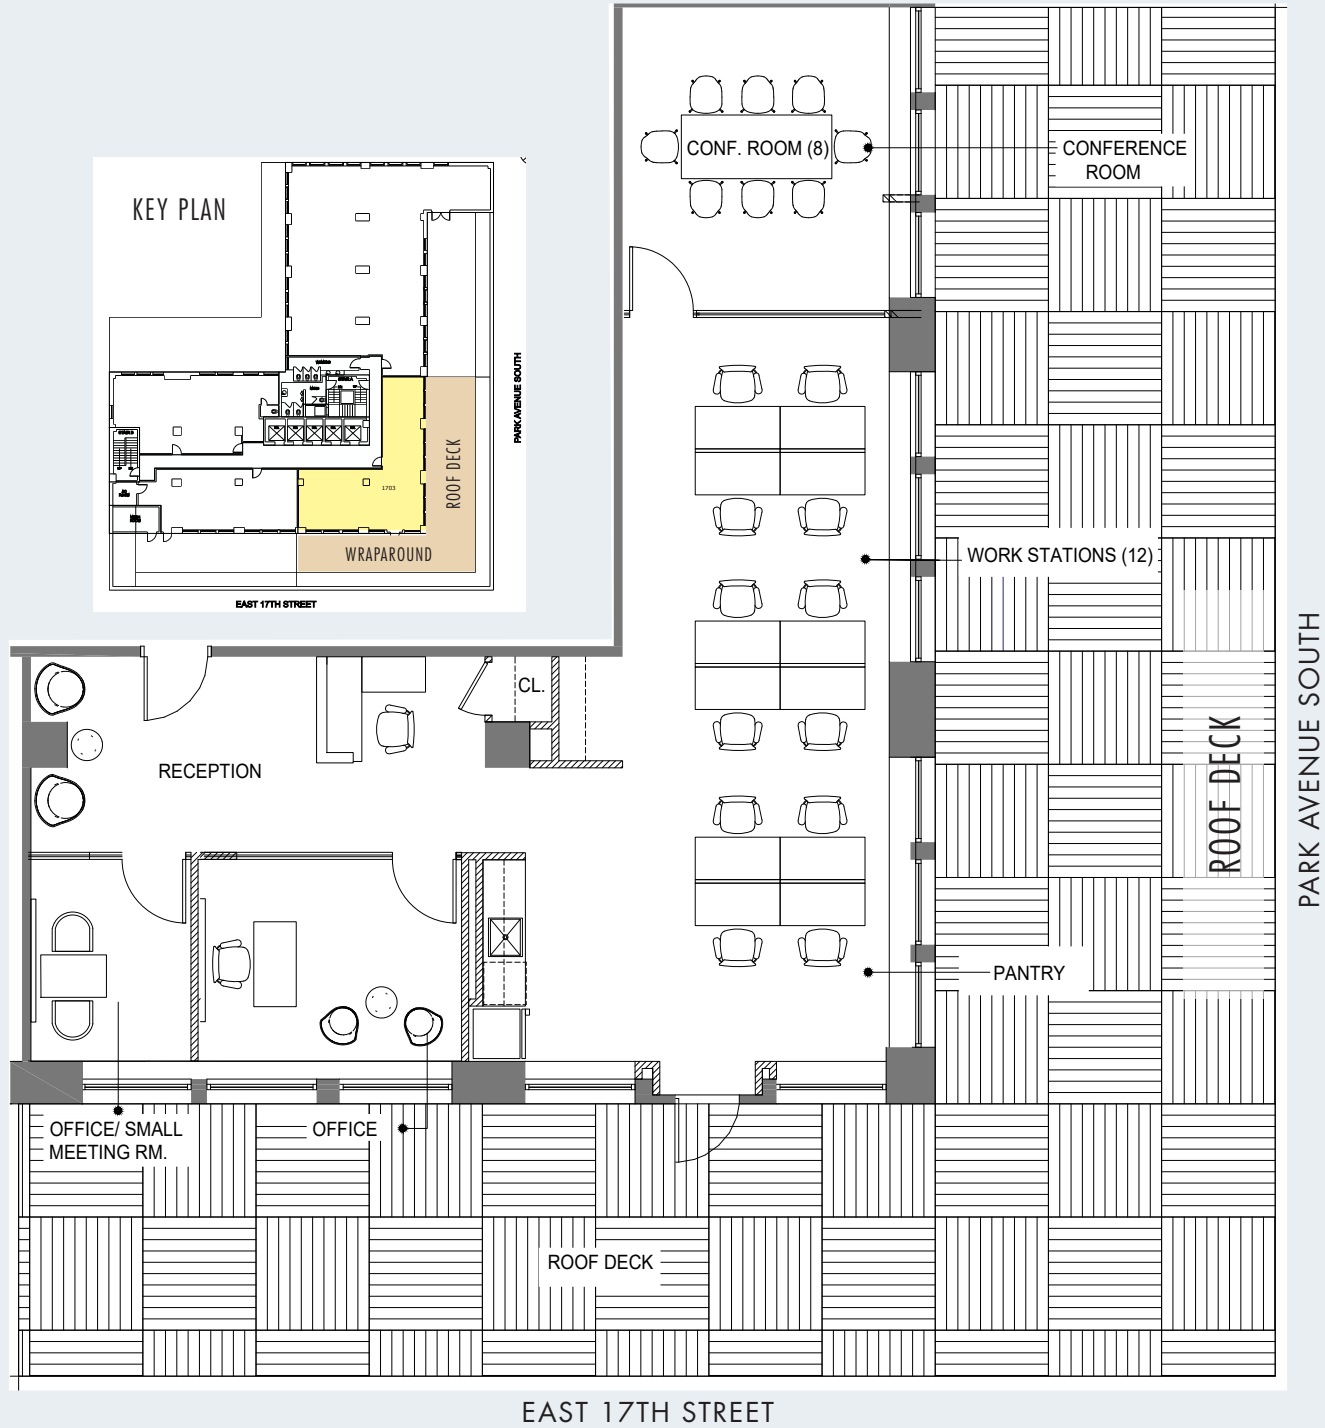 CONF. ROOM (8)
CONFERENCE
ROOM
KEY PLAN
PARK AVENUE SOUTH
ROOF DECK
1703
WRAPAROUND
EAST 17TH STREET
WORK STATIONS (12)
CL.
RECEPTION
ROOF DECK
PARK AVENUE SOUTH
PANTRY
OFFICE/ SMALL
MEETING RM.
OFFICE
ROOF DECK
EAST 17TH STREET